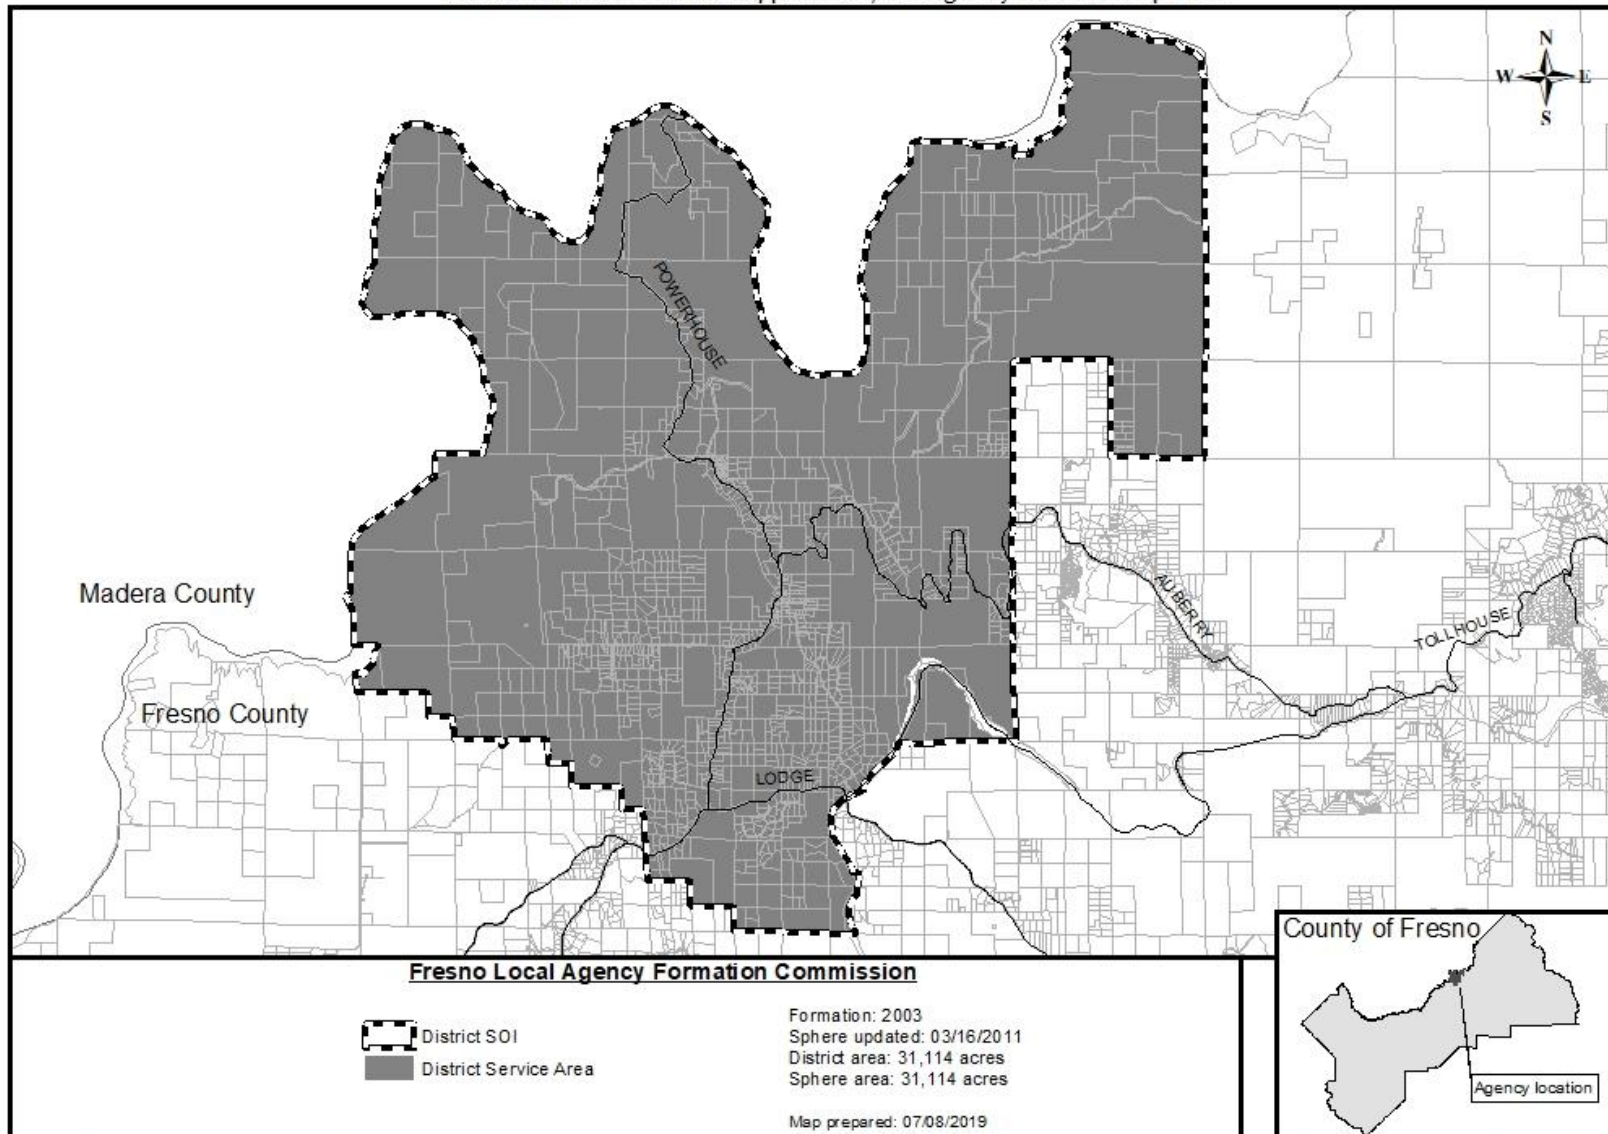 N
W E
S
POWERHOUSE
AUBERRY
TOLLHOUSE
Madera County
Fresno County
LODGE
County of Fresno
Agency location
Fresno Local Agency Formation Commission
District SOI
District Service Area
Formation: 2003
Sphere updated: 03/16/2011
District area: 31,114 acres
Sphere area: 31,114 acres
Map prepared: 07/08/2019